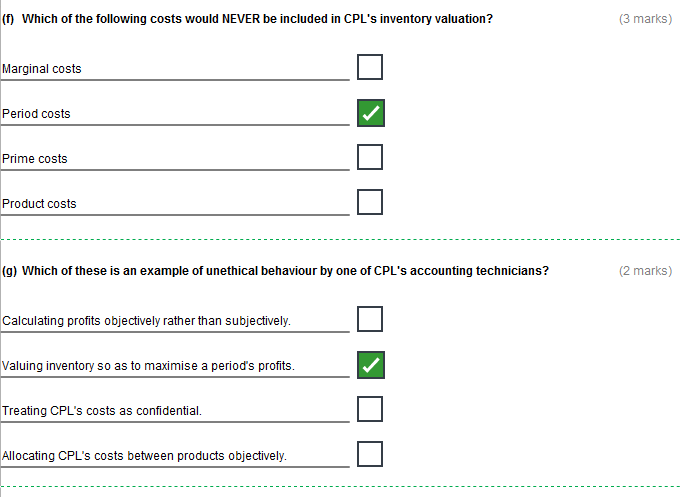 (f) Which of the following costs would NEVER be included in CPL's inventory valuation? (3 marks)
Marginal costs
Period costs
Prime costs
Product costs
(g) Which of these is an example of unethical behaviour by one of CPL's accounting technicians? (2 marks)
Calculating profits objectively rather than subjectively.
Valuing inventory so as to maximise a period's profits.
Treating CPL's costs as confidential.
Allocating CPL's costs between products objectively.